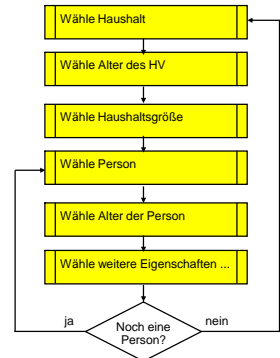 Wähle Haushalt
Wähle Alter des HV
Wähle Haushaltsgröße
Wähle Person
Wähle Alter der Person
Wähle weitere Eigenschaften ...
ja
nein
Noch eine
Person?